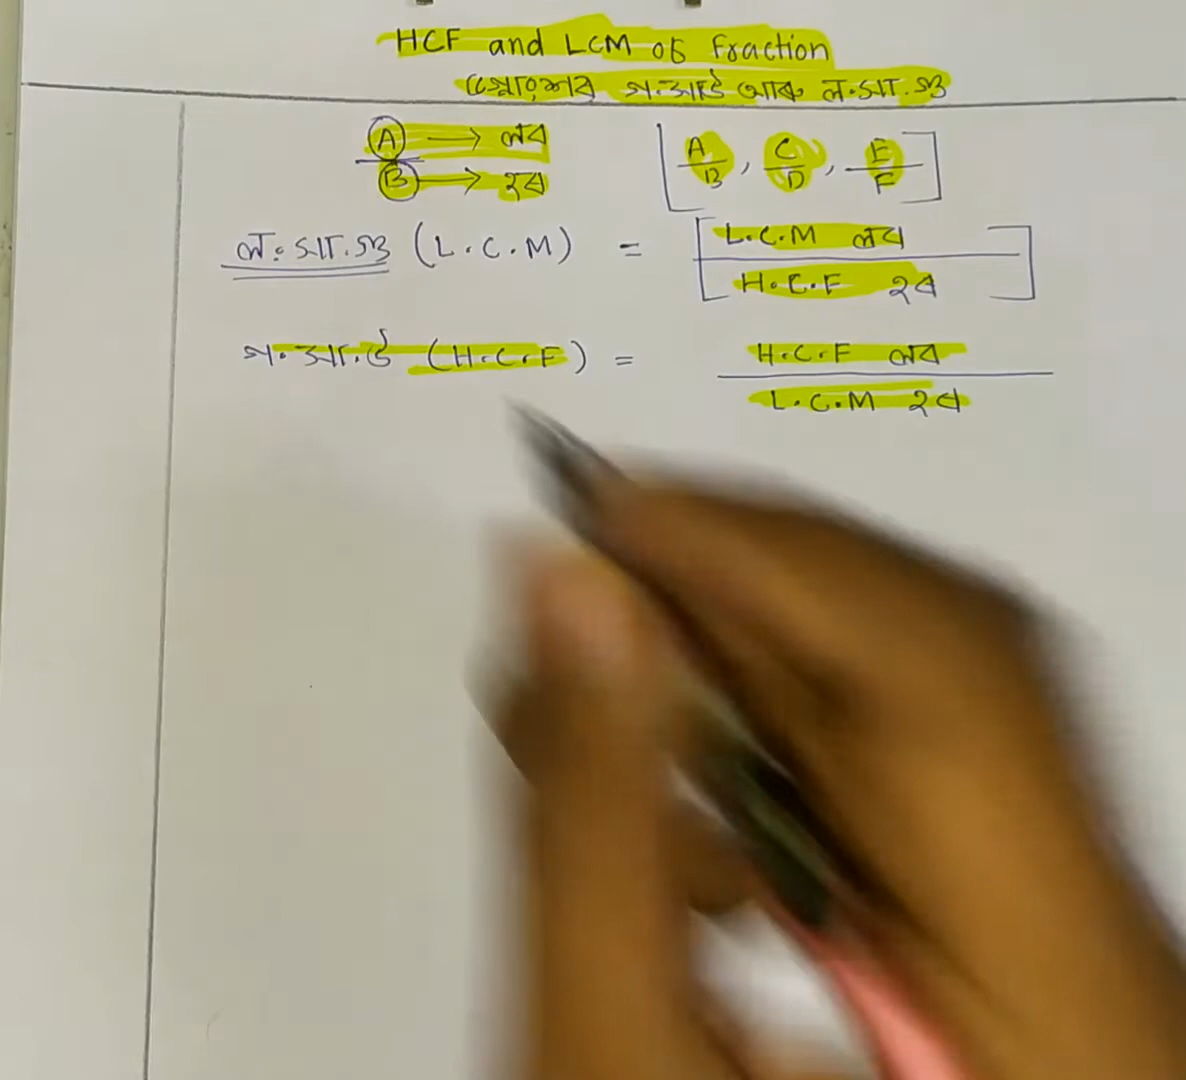 HCF and LCM of Fraction
ভগ্নাংশৰ গ.সা.উ আৰু ল.সা.গু
A → লব
B → হৰ
[A/B, C/D, E/F]
ল.সা.গু (L.C.M) = [L.C.M লব / H.C.F হৰ]
গ.সা.উ (H.C.F) = H.C.F লব / L.C.M হৰ